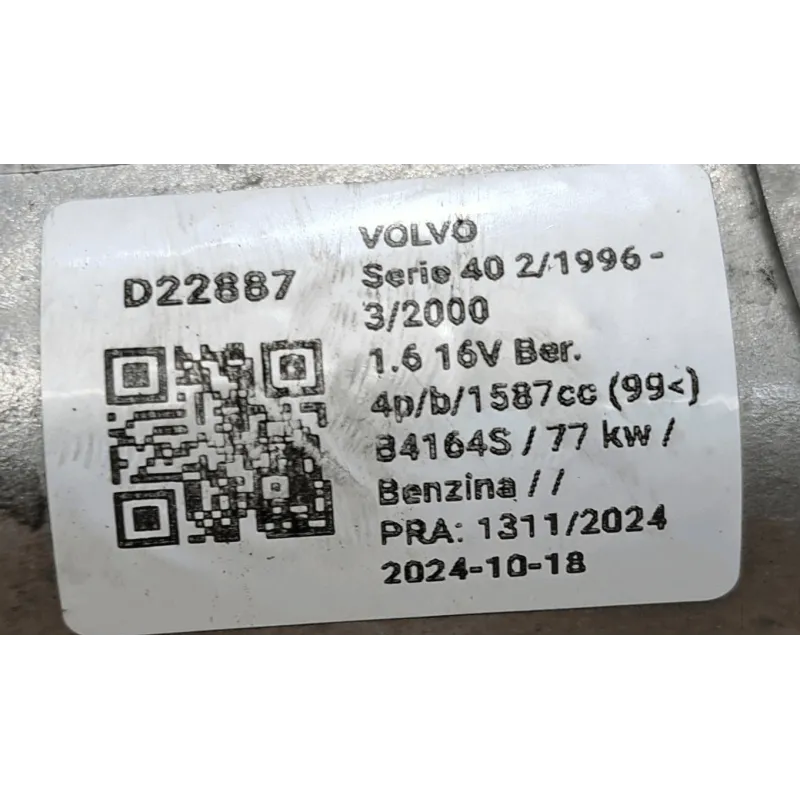 D22887
VOLVO
Serie 40 2/1996 -
3/2000
1.6 16V Ber.
4p/b/1587cc (99<)
B4164S / 77 kw /
Benzina / /
PRA: 1311/2024
2024-10-18